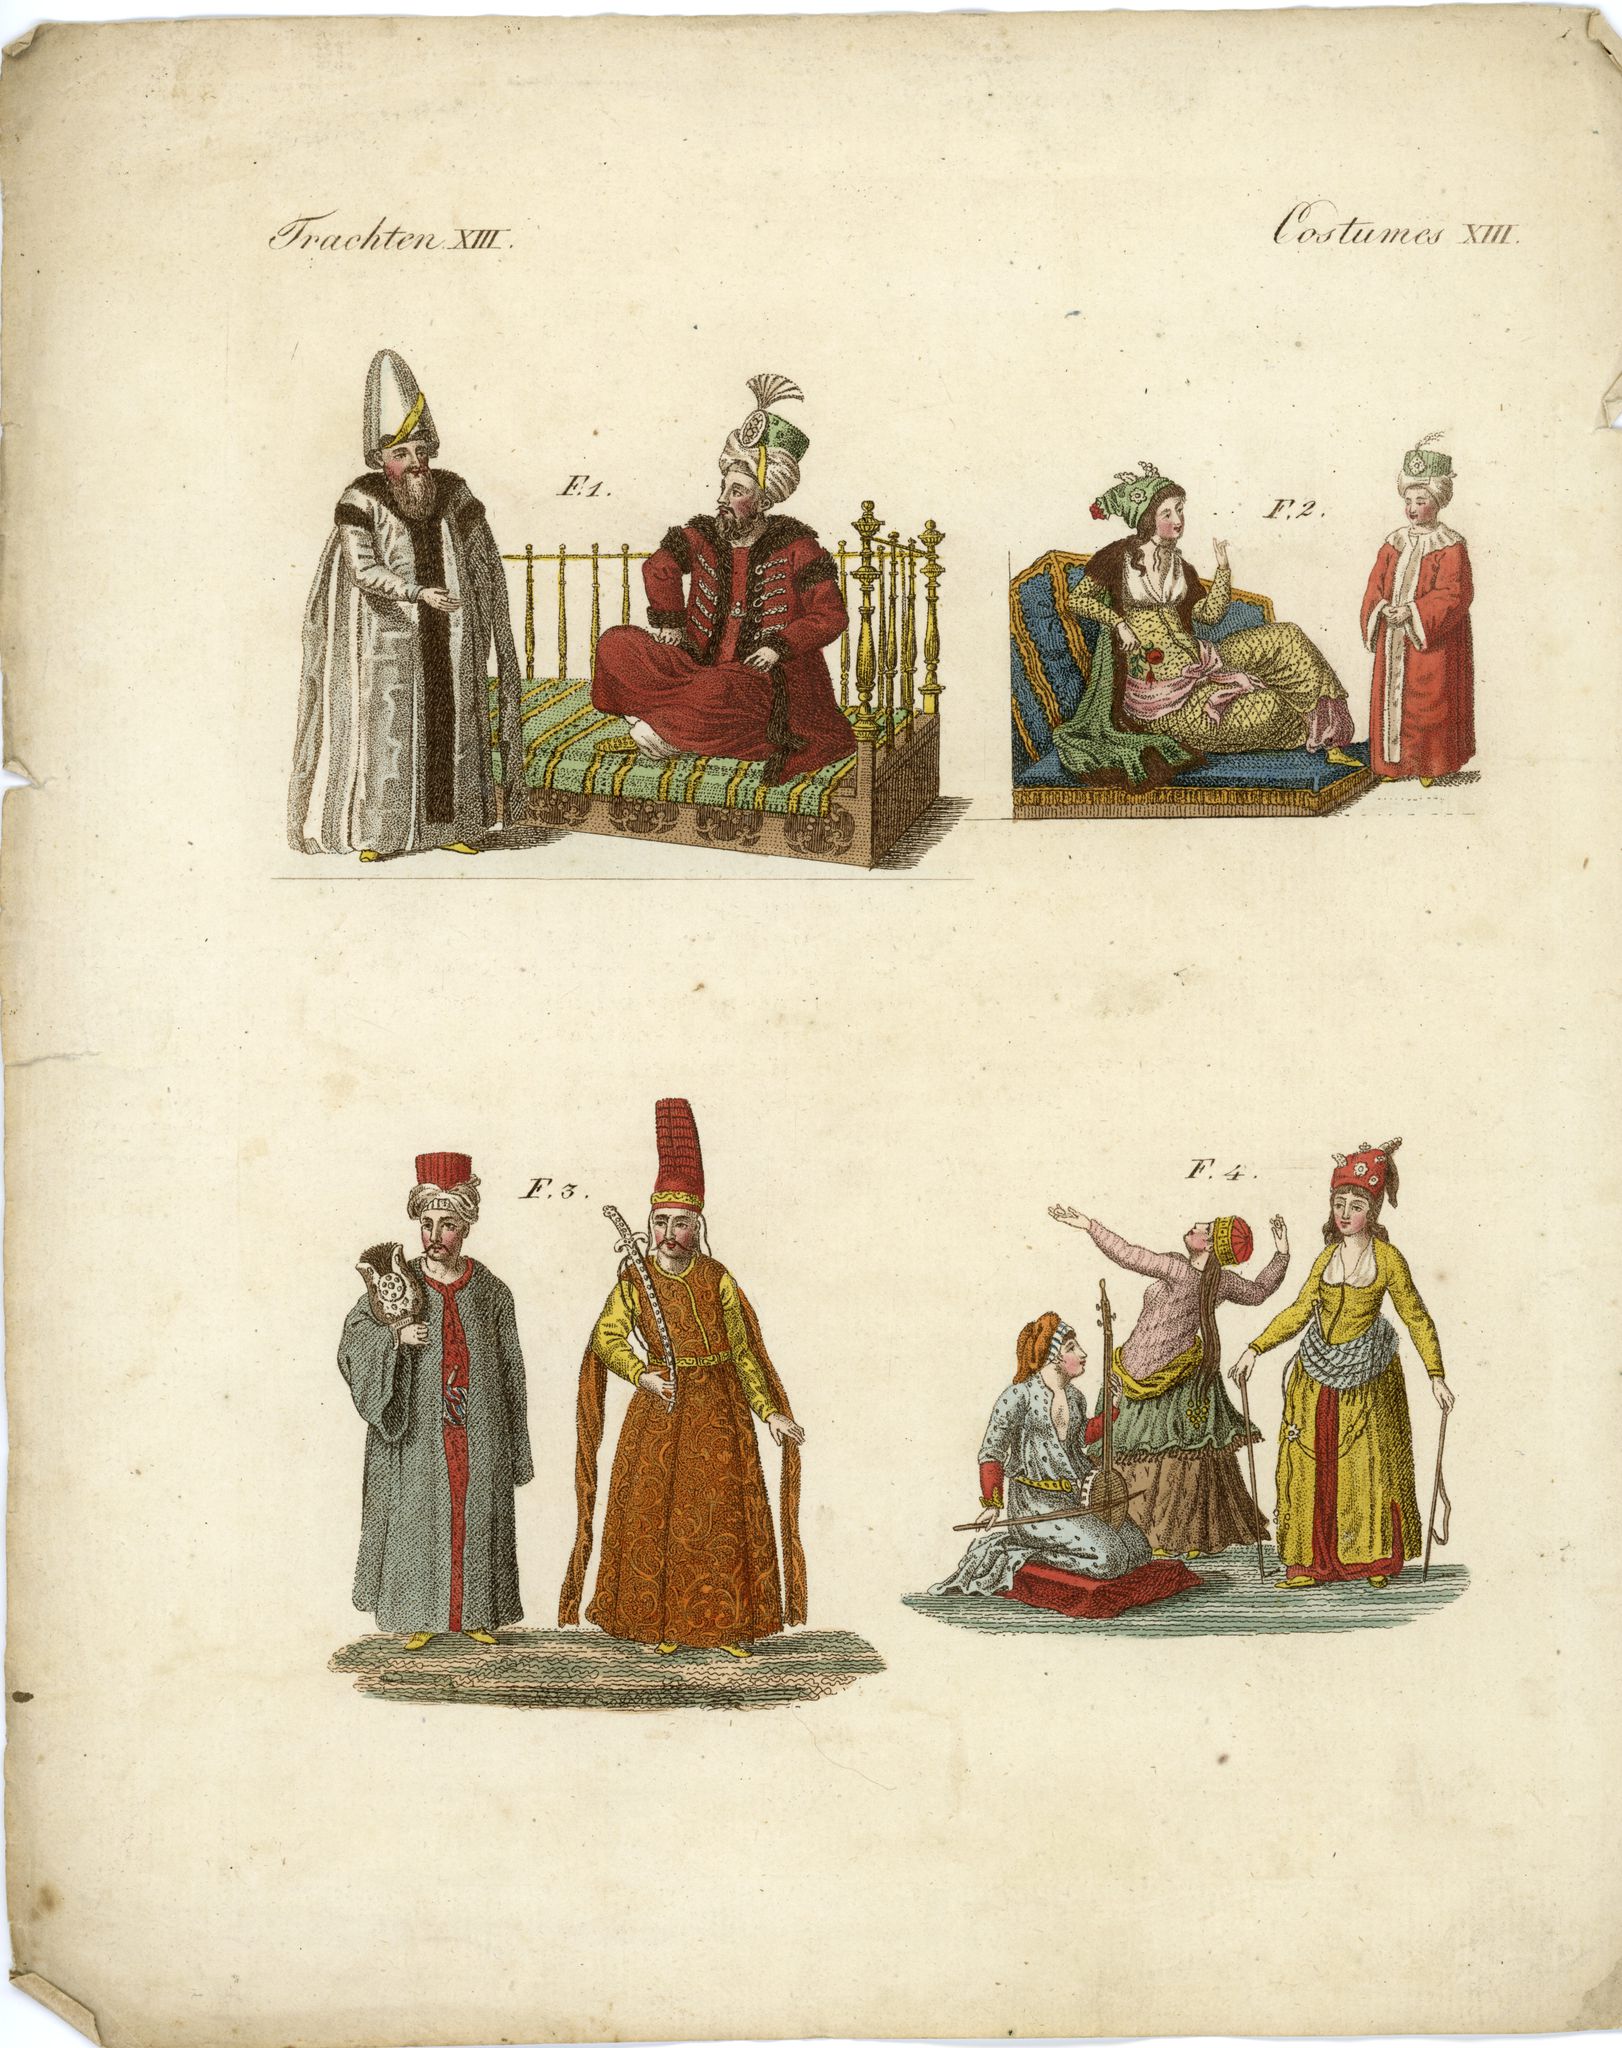 Trachten XIII.
Costumes XIII.
F.1.
F.2.
F.3.
F.4.